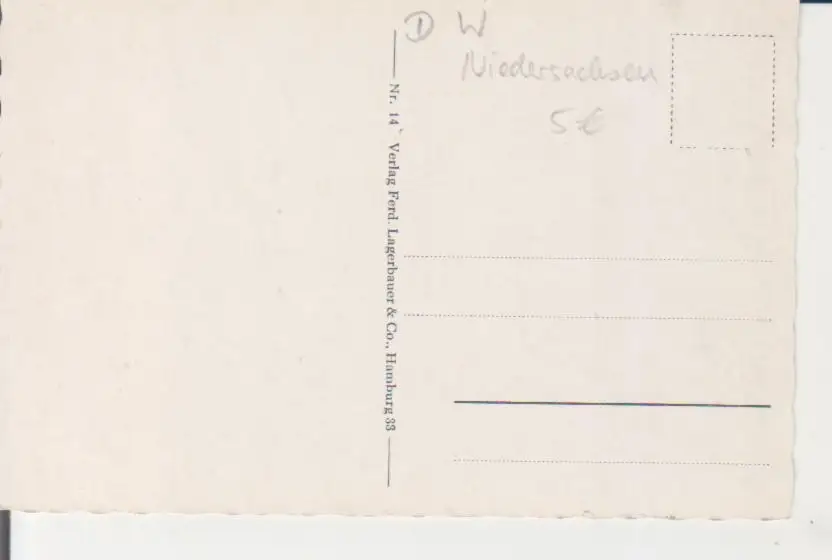 D W
Niedersachsen
5 €
Nr. 14 Verlag Ferd. Lagerbauer & Co., Hamburg 33